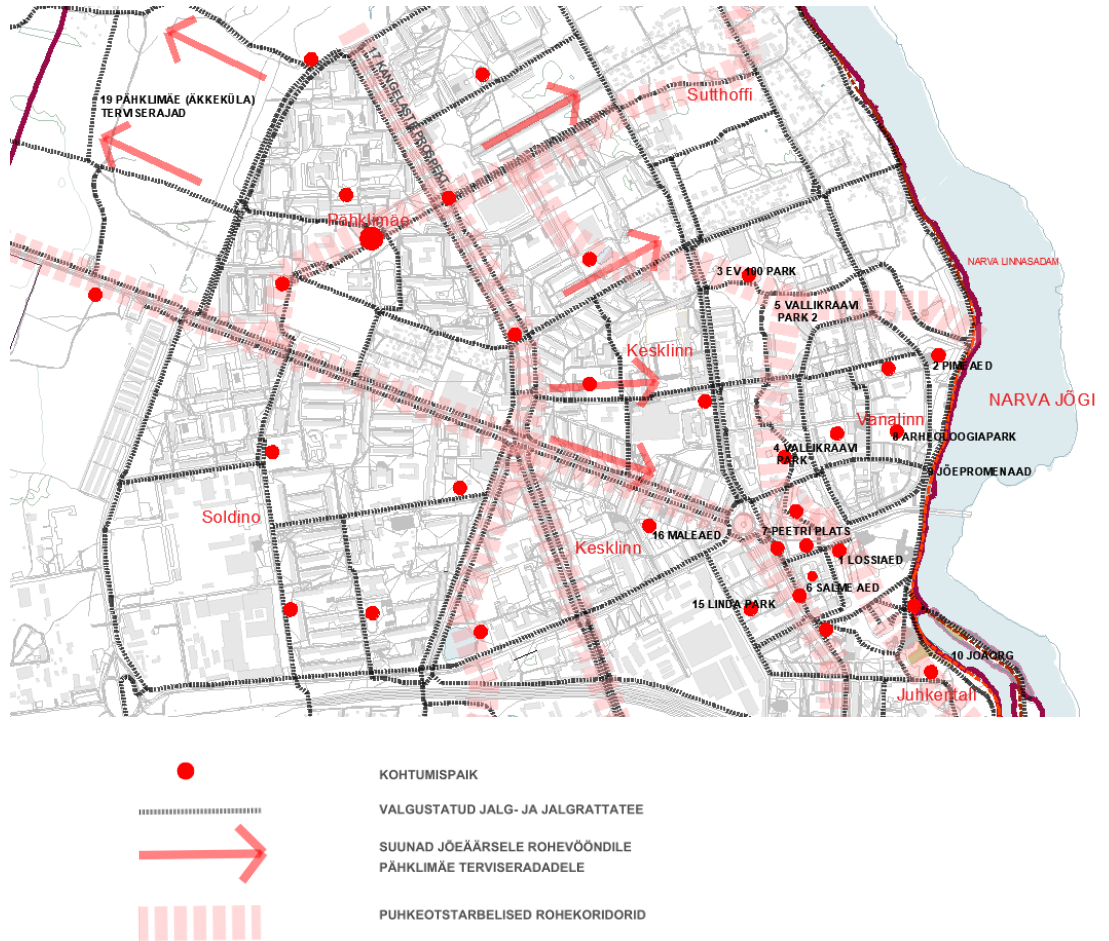 17 KANGELASTE PROSPEKT
Sutthoffi
19 PÄHKLIMÄE (ÄKKEKÜLA)
TERVISERAJAD
Pähklimäe
NARVA LINNASADAM
3 EV 100 PARK
5 VALLIKRAAVI
PARK 2
Kesklinn
2 PIMEAED
NARVA JÕGI
Vanalinn
8 ARHEOLOOGIAPARK
4 VALLIKRAAVI
PARK
9 JÕEPROMENAAD
Soldino
16 MALEAED
7 PEETRI PLATS
Kesklinn
1 LOSSIAED
6 SALME AED
15 LINDA PARK
10 JOAORG
Juhkentali
KOHTUMISPAIK
VALGUSTATUD JALG- JA JALGRATTATEE
SUUNAD JÕEÄÄRSELE ROHEVÖÖNDILE
PÄHKLIMÄE TERVISERADADELE
PUHKEOTSTARBELISED ROHEKORIDORID